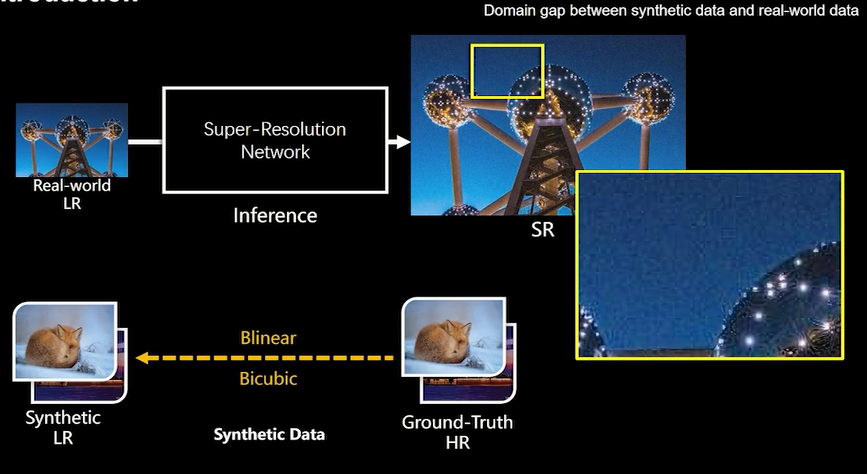 Introduction
Domain gap between synthetic data and real-world data
Super-Resolution
Network
Real-world
LR
Inference
SR
Blinear
Bicubic
Synthetic
LR
Synthetic Data
Ground-Truth
HR